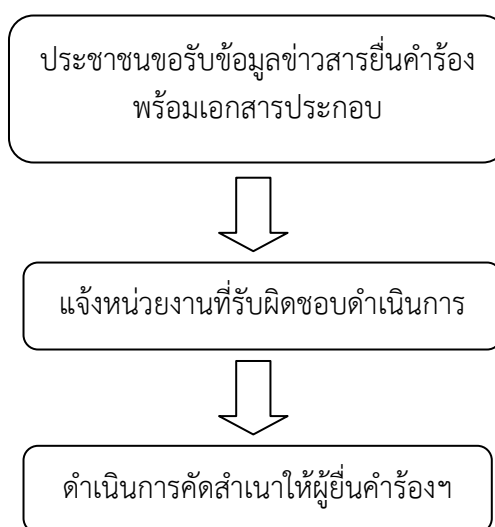 ประชาชนขอรับข้อมูลข่าวสารยื่นคำร้อง
พร้อมเอกสารประกอบ
แจ้งหน่วยงานที่รับผิดชอบดำเนินการ
ดำเนินการคัดสำเนาให้ผู้ยื่นคำร้องฯ